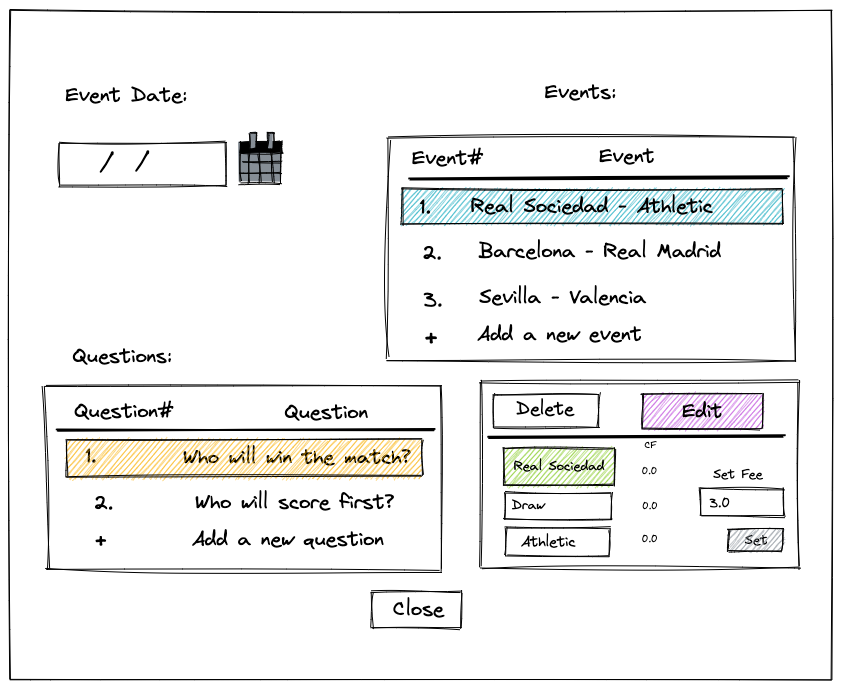 Event Date:
/ /
Events:
Event# Event
1. Real Sociedad - Athletic
2. Barcelona - Real Madrid
3. Sevilla - Valencia
+ Add a new event
Questions:
Question# Question
1. Who will win the match?
2. Who will score first?
+ Add a new question
Delete Edit
CF
Real Sociedad 0.0
Set Fee
Draw 0.0 3.0
Athletic 0.0 Set
Close